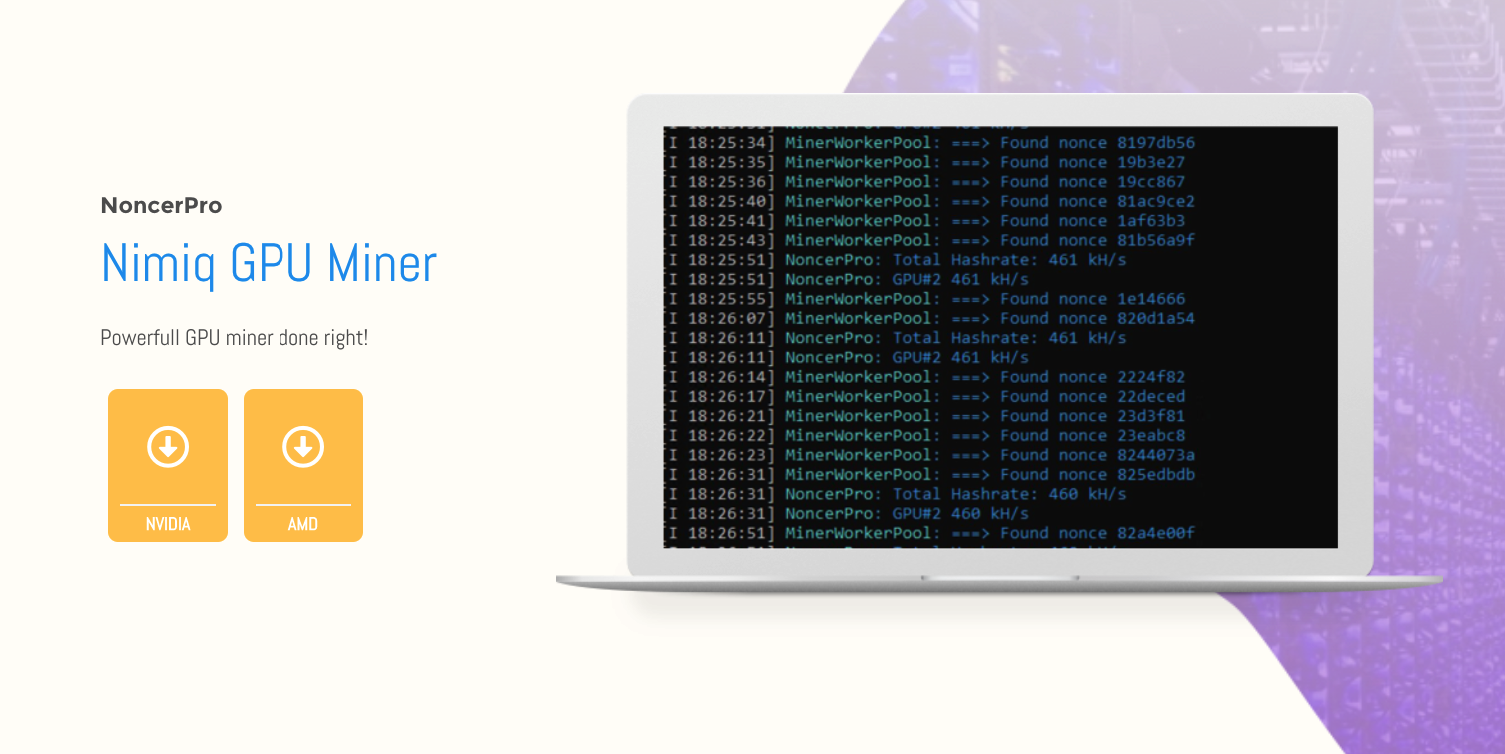 NoncerPro
Nimiq GPU Miner
Powerfull GPU miner done right!
NVIDIA
AMD
[I 18:25:34] MinerWorkerPool: ===> Found nonce 8197db56
[I 18:25:35] MinerWorkerPool: ===> Found nonce 19b3e27
[I 18:25:36] MinerWorkerPool: ===> Found nonce 19cc867
[I 18:25:40] MinerWorkerPool: ===> Found nonce 81ac9ce2
[I 18:25:41] MinerWorkerPool: ===> Found nonce 1af63b3
[I 18:25:43] MinerWorkerPool: ===> Found nonce 81b56a9f
[I 18:25:51] NoncerPro: Total Hashrate: 461 kH/s
[I 18:25:51] NoncerPro: GPU#2 461 kH/s
[I 18:25:55] MinerWorkerPool: ===> Found nonce 1e14666
[I 18:26:07] MinerWorkerPool: ===> Found nonce 820d1a54
[I 18:26:11] NoncerPro: Total Hashrate: 461 kH/s
[I 18:26:11] NoncerPro: GPU#2 461 kH/s
[I 18:26:14] MinerWorkerPool: ===> Found nonce 2224f82
[I 18:26:17] MinerWorkerPool: ===> Found nonce 22deced
[I 18:26:21] MinerWorkerPool: ===> Found nonce 23d3f81
[I 18:26:22] MinerWorkerPool: ===> Found nonce 23eabc8
[I 18:26:23] MinerWorkerPool: ===> Found nonce 8244073a
[I 18:26:31] MinerWorkerPool: ===> Found nonce 825edbdb
[I 18:26:31] NoncerPro: Total Hashrate: 460 kH/s
[I 18:26:31] NoncerPro: GPU#2 460 kH/s
[I 18:26:51] MinerWorkerPool: ===> Found nonce 82a4e00f